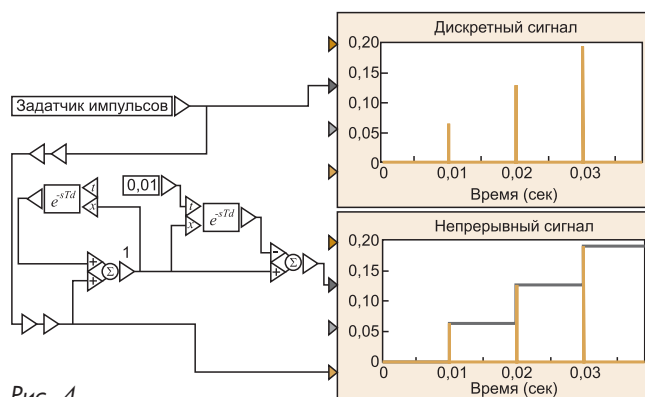 Дискретный сигнал
0,20
0,15
0,10
0,05
0
0 0,01 0,02 0,03
Время (сек)
Задатчик импульсов
e^-sTd
t
x
0,01
t
x
e^-sTd
1
+
+
Σ
-
+
Σ
Непрерывный сигнал
0,20
0,15
0,10
0,05
0
0 0,01 0,02 0,03
Время (сек)
Рис. 4